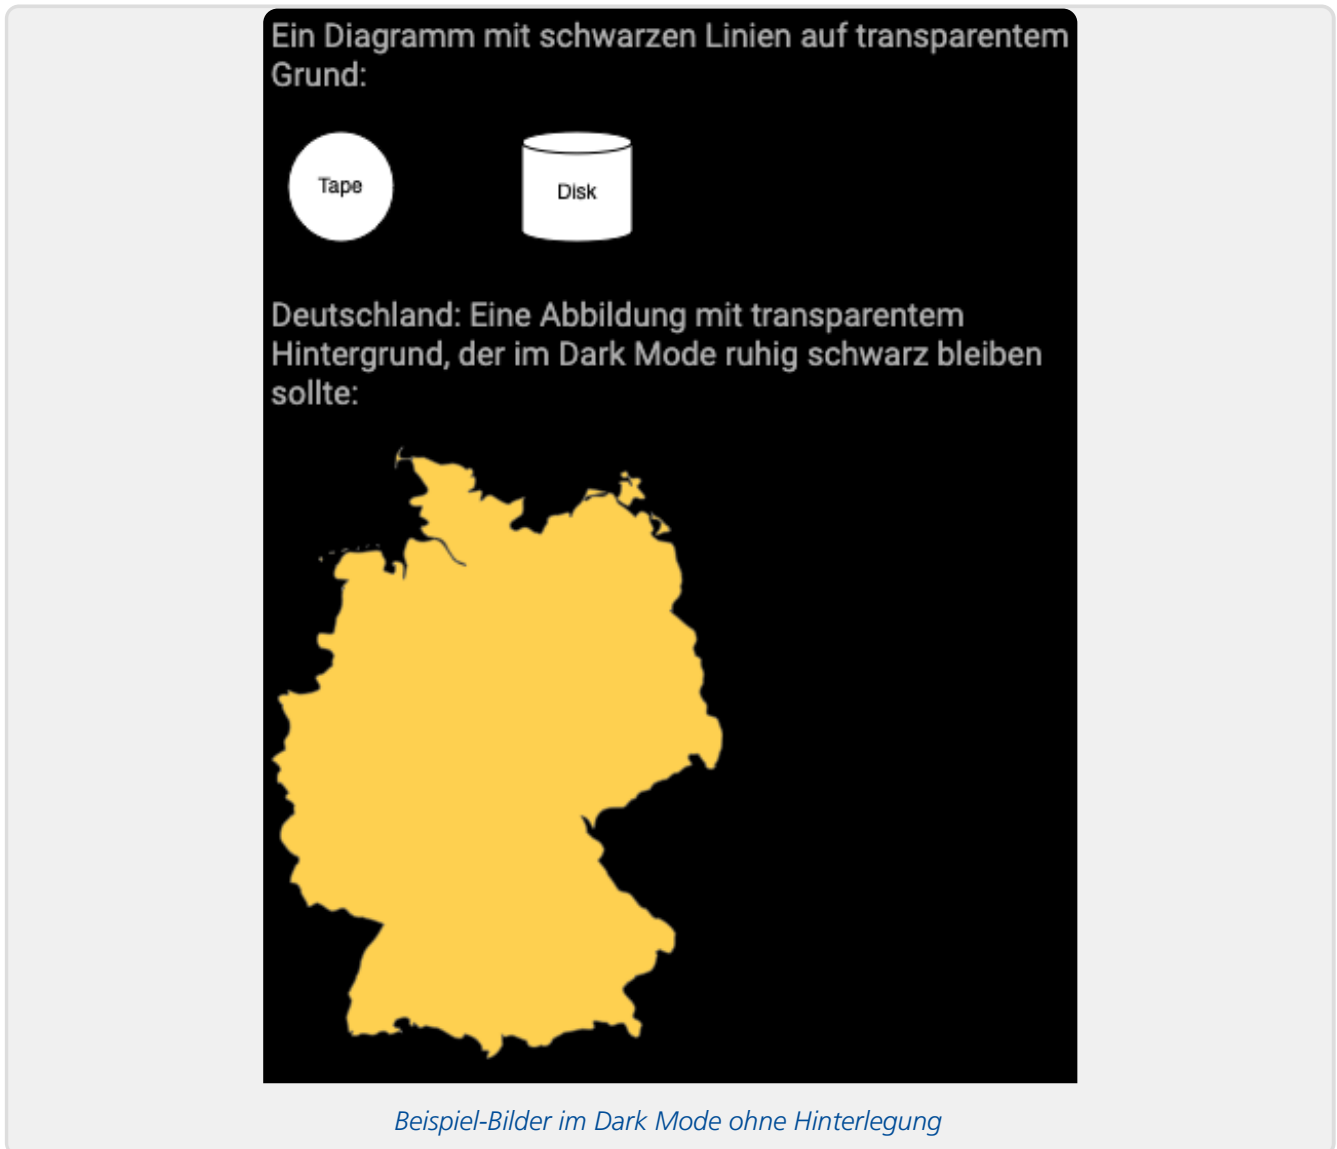 Ein Diagramm mit schwarzen Linien auf transparentem
Grund:
Tape
Disk
Deutschland: Eine Abbildung mit transparentem
Hintergrund, der im Dark Mode ruhig schwarz bleiben
sollte:
Beispiel-Bilder im Dark Mode ohne Hinterlegung